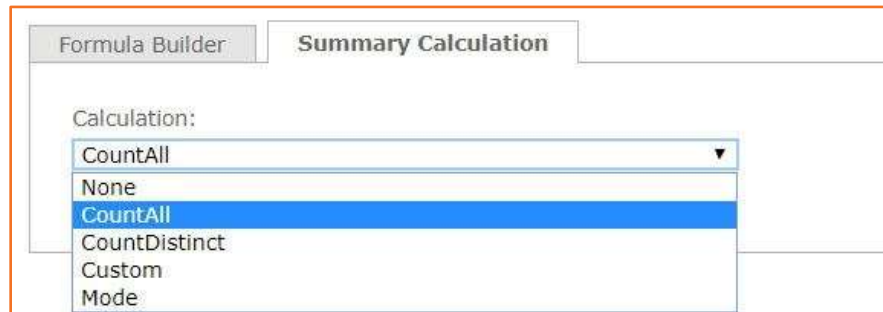 Formula Builder Summary Calculation
Calculation:
CountAll
None
CountAll
CountDistinct
Custom
Mode